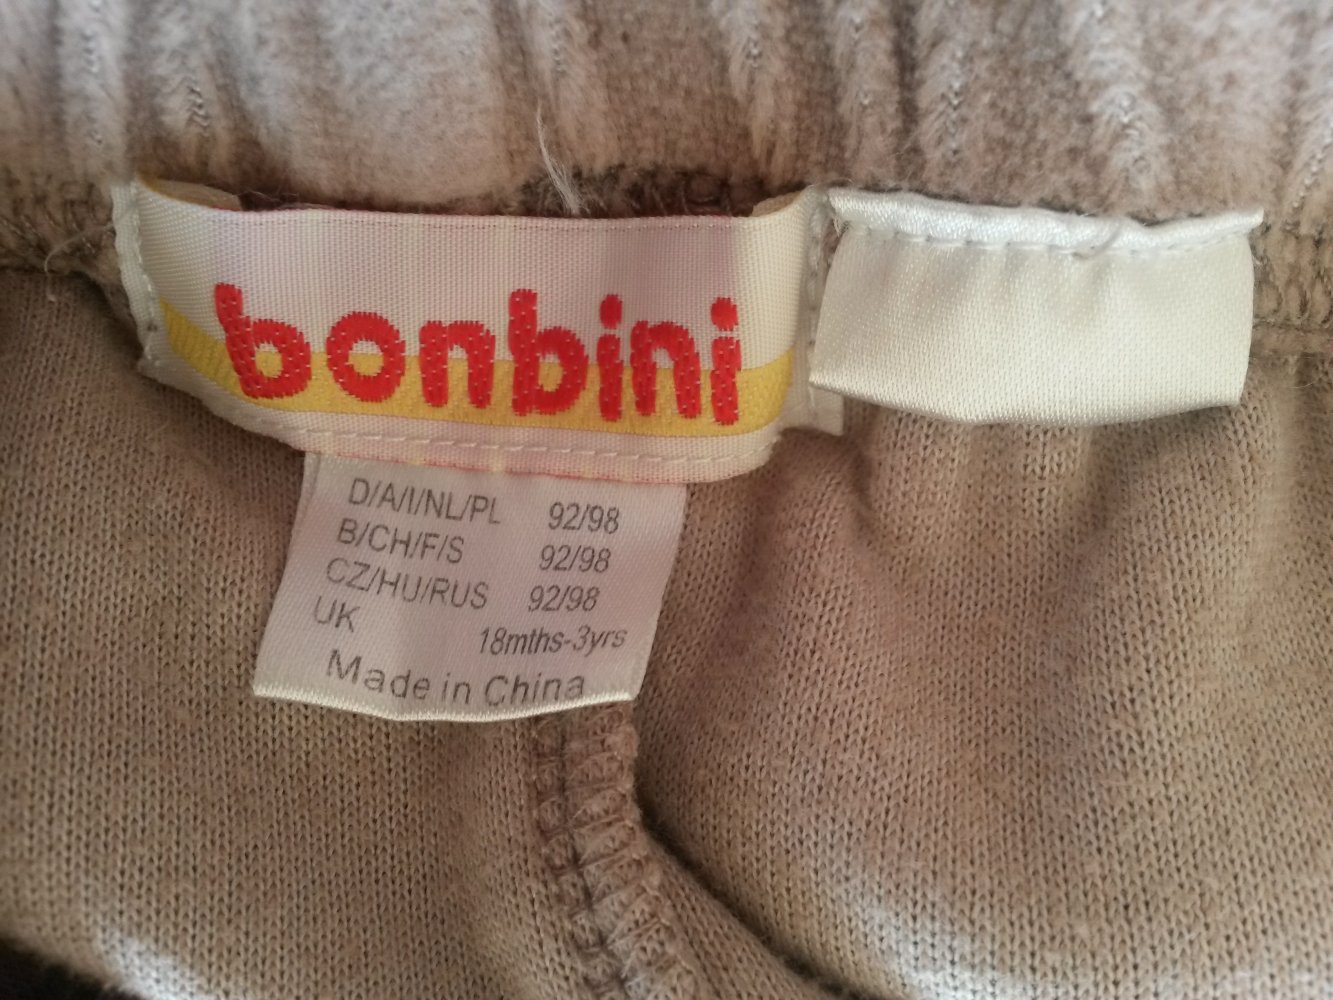 bonbini
D/A/I/NL/PL 92/98
B/CH/F/S 92/98
CZ/HU/RUS 92/98
UK 18mths-3yrs
Made in China